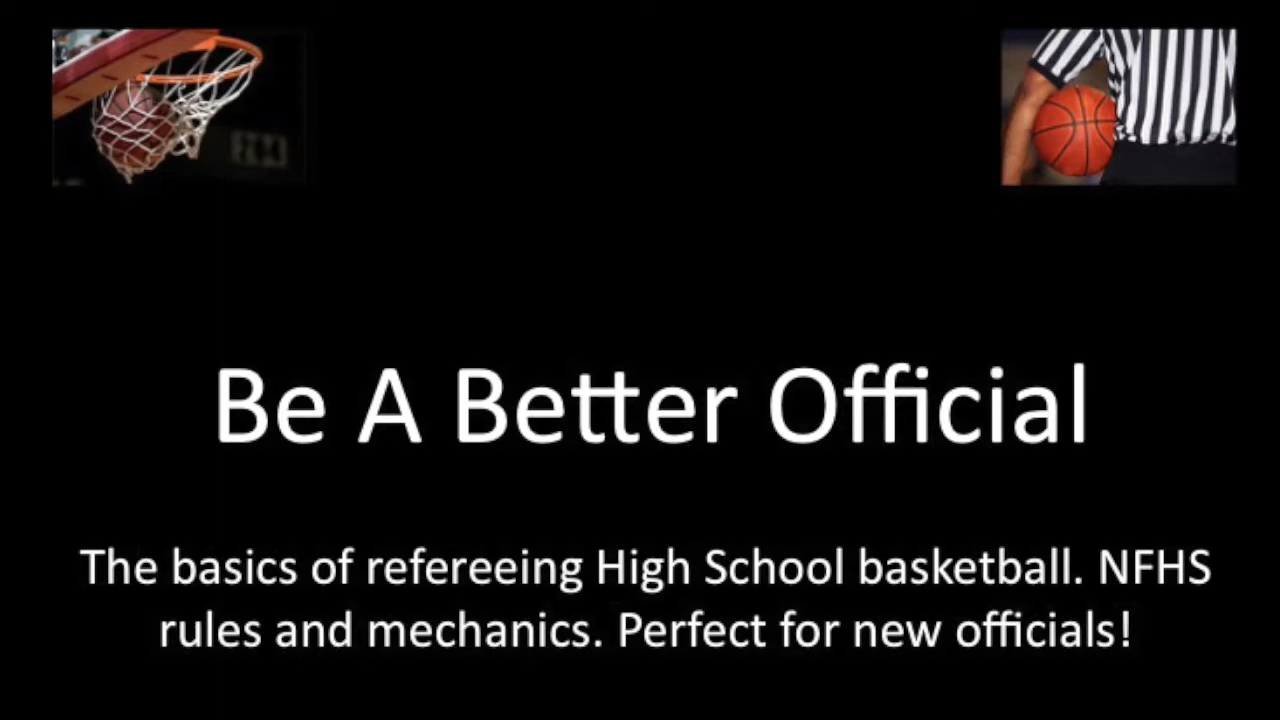 Be A Better Official
The basics of refereeing High School basketball. NFHS
rules and mechanics. Perfect for new officials!